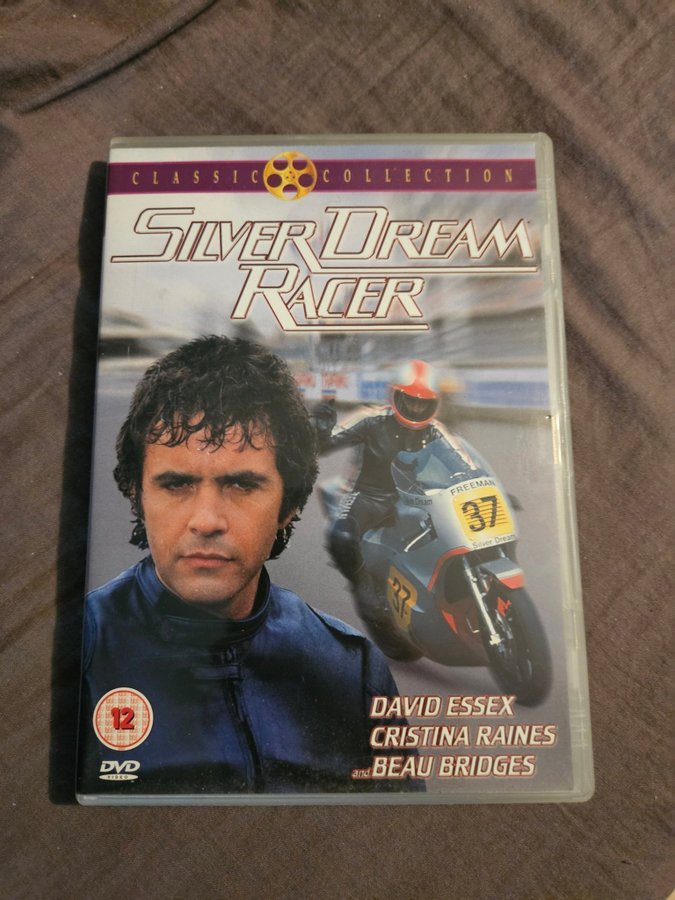 CLASSIC COLLECTION
SILVER DREAM
RACER
FREEMAN
37
Silver Dream
37
DAVID ESSEX
CRISTINA RAINES
and BEAU BRIDGES
12
DVD
VIDEO